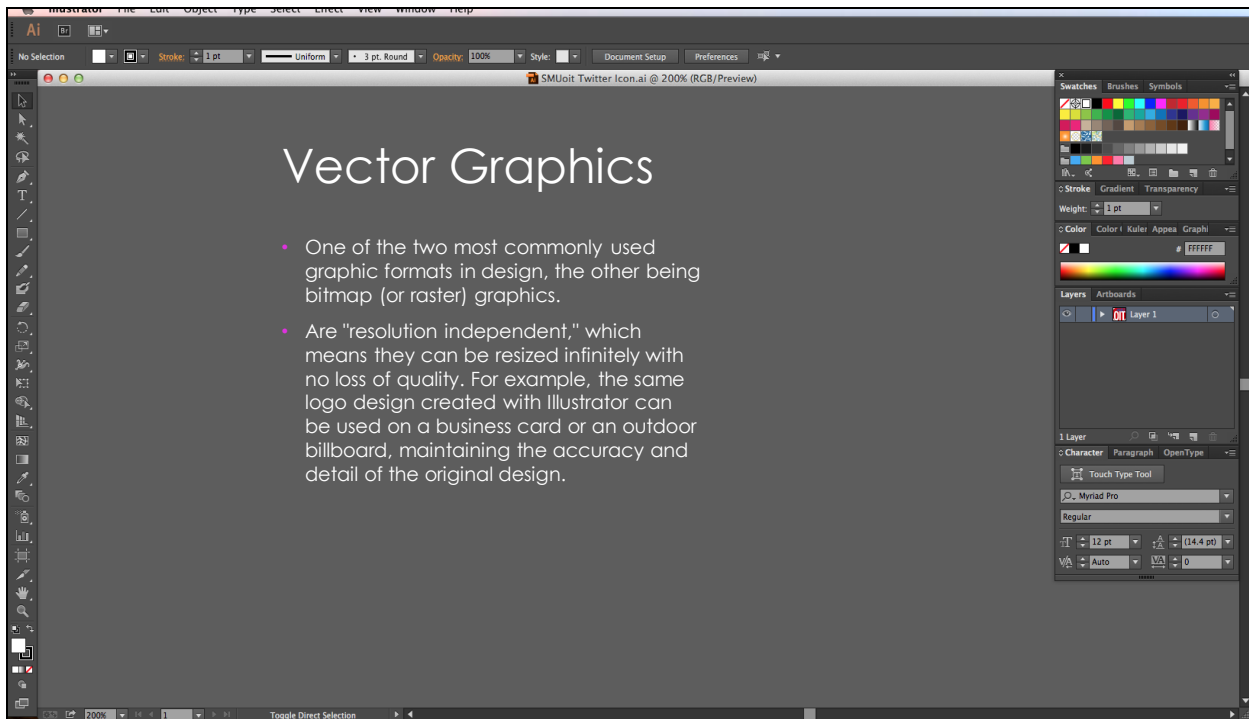 Illustrator File Edit Object Type Select Effect View Window Help
Ai Br
No Selection Stroke: 1 pt Uniform 3 pt. Round Opacity: 100% Style: Document Setup Preferences
SMUoit Twitter Icon.ai @ 200% (RGB/Preview)
Vector Graphics
• One of the two most commonly used
graphic formats in design, the other being
bitmap (or raster) graphics.
• Are "resolution independent," which
means they can be resized infinitely with
no loss of quality. For example, the same
logo design created with Illustrator can
be used on a business card or an outdoor
billboard, maintaining the accuracy and
detail of the original design.
Swatches Brushes Symbols
Stroke Gradient Transparency
Weight: 1 pt
Color Color Kuler Appea Graphi
# FFFFFF
Layers Artboards
OIT Layer 1
1 Layer
Character Paragraph OpenType
Touch Type Tool
Myriad Pro
Regular
12 pt (14.4 pt)
Auto 0
200% 1 Toggle Direct Selection